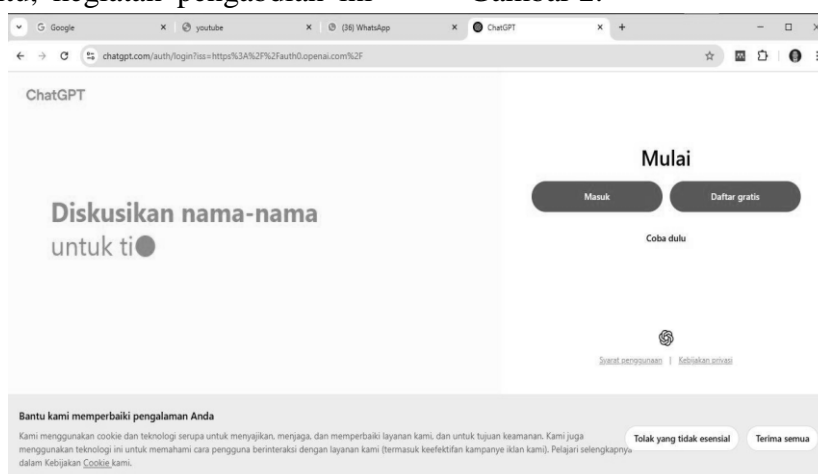 kegiatan pengabdian ini
Google
youtube
(36) WhatsApp
ChatGPT
chatgpt.com/auth/login?iss=https%3A%2F%2Fauth0.openai.com%2F
ChatGPT
Diskusikan nama-nama
untuk ti
Mulai
Masuk
Daftar gratis
Coba dulu
Syarat penggunaan | Kebijakan privasi
Bantu kami memperbaiki pengalaman Anda
Kami menggunakan cookie dan teknologi serupa untuk menyajikan, menjaga, dan memperbaiki layanan kami, dan untuk tujuan keamanan. Kami juga
menggunakan teknologi ini untuk memahami cara pengguna berinteraksi dengan layanan kami (termasuk keefektifan kampanye iklan kami). Pelajari selengkapnya
dalam Kebijakan Cookie kami.
Tolak yang tidak esensial
Terima semua